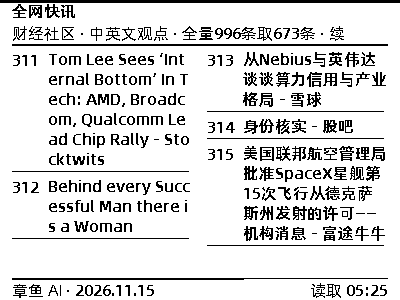 全网快讯
财经社区 · 中英文观点 · 全量996条取673条 · 续
311 Tom Lee Sees ‘Int
ernal Bottom’ In T
ech: AMD, Broadc
om, Qualcomm Le
ad Chip Rally - Sto
cktwits
312 Behind every Succ
essful Man there i
s a Woman
313 从Nebius与英伟达
谈谈算力信用与产业
格局 - 雪球
314 身份核实 - 股吧
315 美国联邦航空管理局
批准SpaceX星舰第
15次飞行从德克萨
斯州发射的许可——
机构消息 - 富途牛牛
章鱼 AI · 2026.11.15
读取 05:25